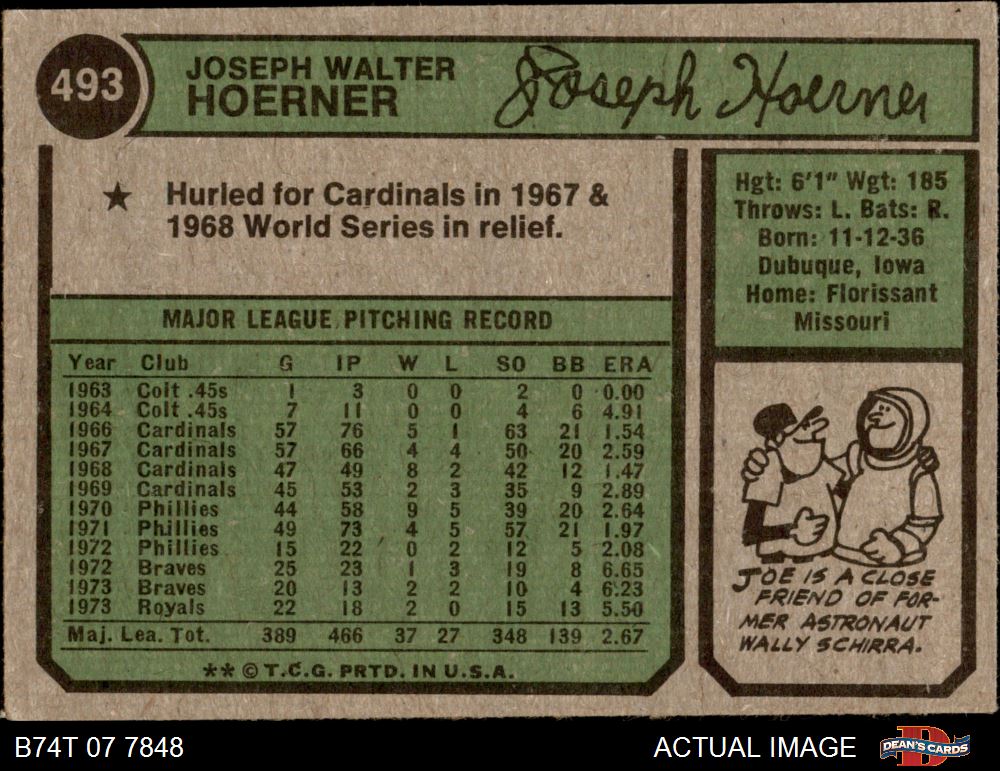 493
JOSEPH WALTER
HOERNER
Joseph Hoerner
★ Hurled for Cardinals in 1967 &
1968 World Series in relief.
Hgt: 6'1" Wgt: 185
Throws: L. Bats: R.
Born: 11-12-36
Dubuque, Iowa
Home: Florissant
Missouri
MAJOR LEAGUE PITCHING RECORD
Year Club G IP W L SO BB ERA
1963 Colt .45s 1 3 0 0 2 0 0.00
1964 Colt .45s 7 11 0 0 4 6 4.91
1966 Cardinals 57 76 5 1 63 21 1.54
1967 Cardinals 57 66 4 4 50 20 2.59
1968 Cardinals 47 49 8 2 42 12 1.47
1969 Cardinals 45 53 2 3 35 9 2.89
1970 Phillies 44 58 9 5 39 20 2.64
1971 Phillies 49 73 4 5 57 21 1.97
1972 Phillies 15 22 0 2 12 5 2.08
1972 Braves 25 23 1 3 19 8 6.65
1973 Braves 20 13 2 2 10 4 6.23
1973 Royals 22 18 2 0 15 13 5.50
Maj. Lea. Tot. 389 466 37 27 348 139 2.67
** © T.C.G. PRTD. IN U.S.A.
JOE IS A CLOSE
FRIEND OF FOR-
MER ASTRONAUT
WALLY SCHIRRA.
B74T 07 7848
ACTUAL IMAGE
DEAN'S CARDS